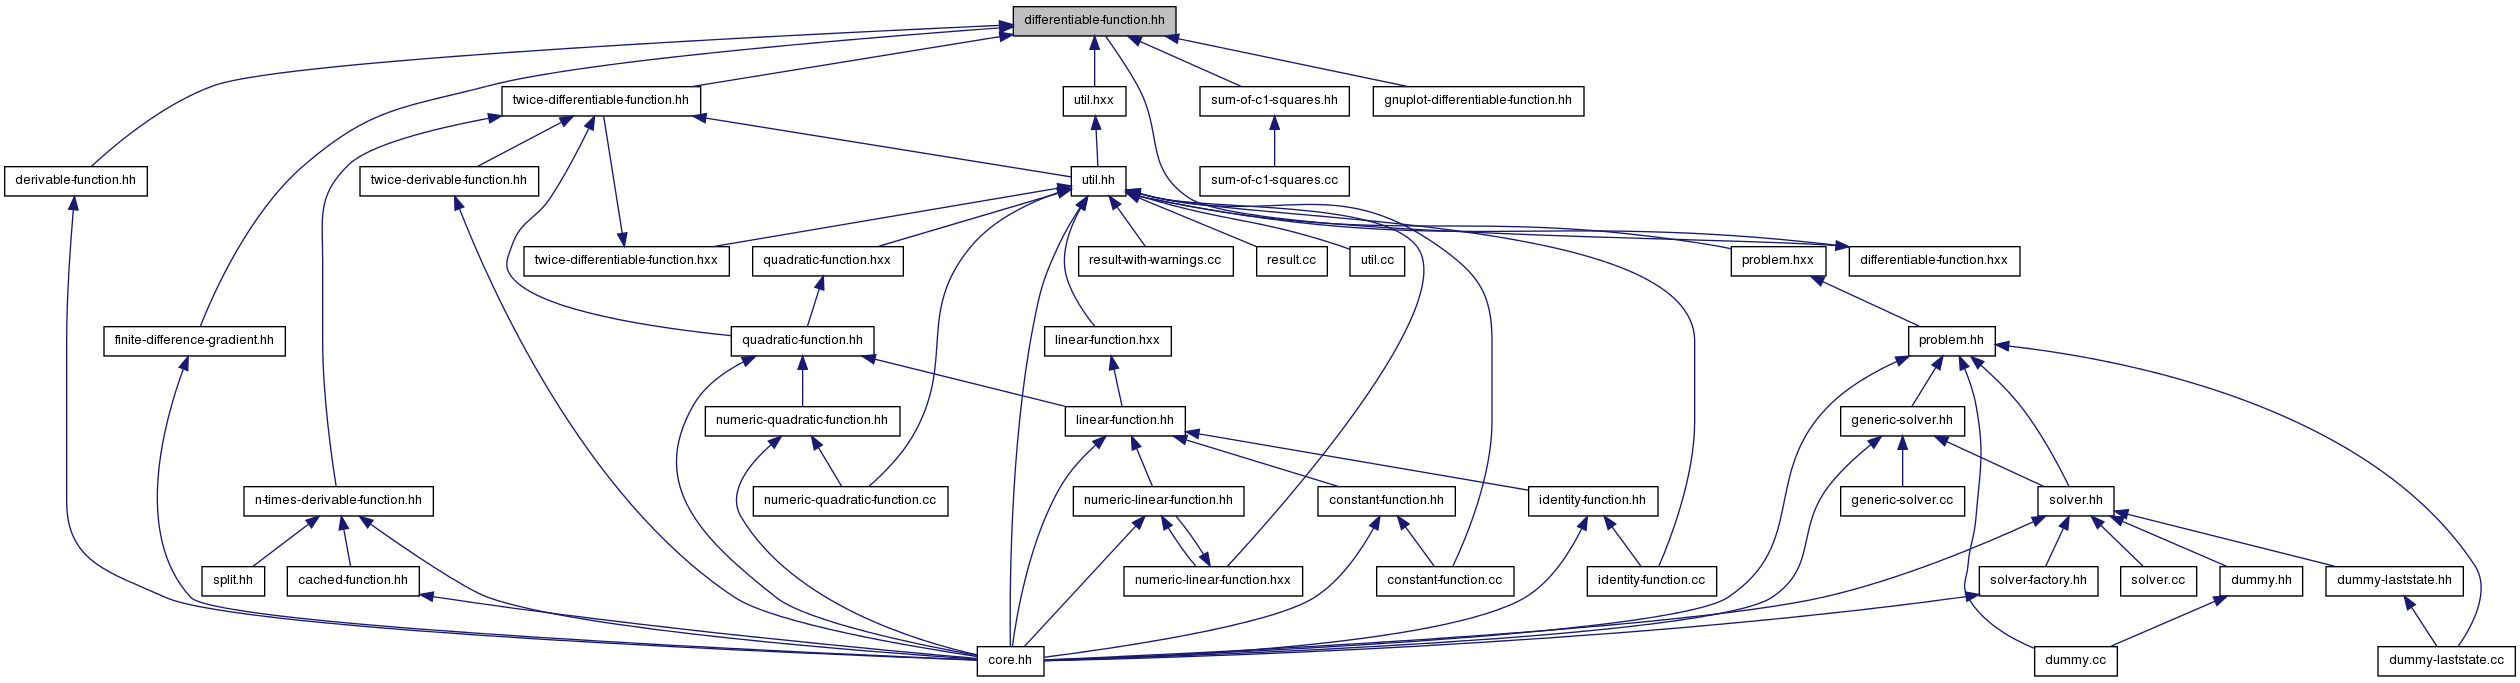 differentiable-function.hh
twice-differentiable-function.hh
util.hxx
sum-of-c1-squares.hh
gnuplot-differentiable-function.hh
derivable-function.hh
twice-derivable-function.hh
util.hh
sum-of-c1-squares.cc
twice-differentiable-function.hxx
quadratic-function.hxx
result-with-warnings.cc
result.cc
util.cc
problem.hxx
differentiable-function.hxx
finite-difference-gradient.hh
quadratic-function.hh
linear-function.hxx
problem.hh
numeric-quadratic-function.hh
linear-function.hh
generic-solver.hh
n-times-derivable-function.hh
numeric-quadratic-function.cc
numeric-linear-function.hh
constant-function.hh
identity-function.hh
generic-solver.cc
solver.hh
split.hh
cached-function.hh
numeric-linear-function.hxx
constant-function.cc
identity-function.cc
solver-factory.hh
solver.cc
dummy.hh
dummy-laststate.hh
core.hh
dummy.cc
dummy-laststate.cc